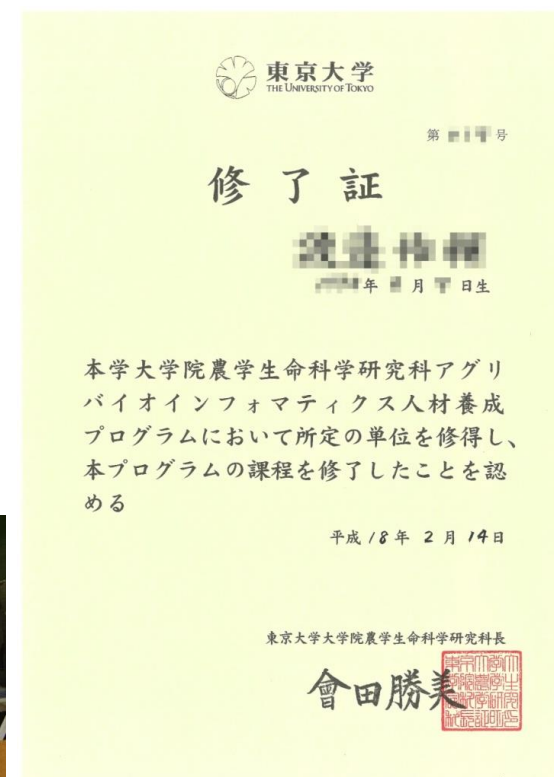 東京大学
THE UNIVERSITY OF TOKYO
第 号
修了証
年 月 日生
本学大学院農学生命科学研究科アグリ
バイオインフォマティクス人材養成
プログラムにおいて所定の単位を修得し、
本プログラムの課程を修了したことを認
める
平成18年2月14日
東京大学大学院農学生命科学研究科長
會田勝美